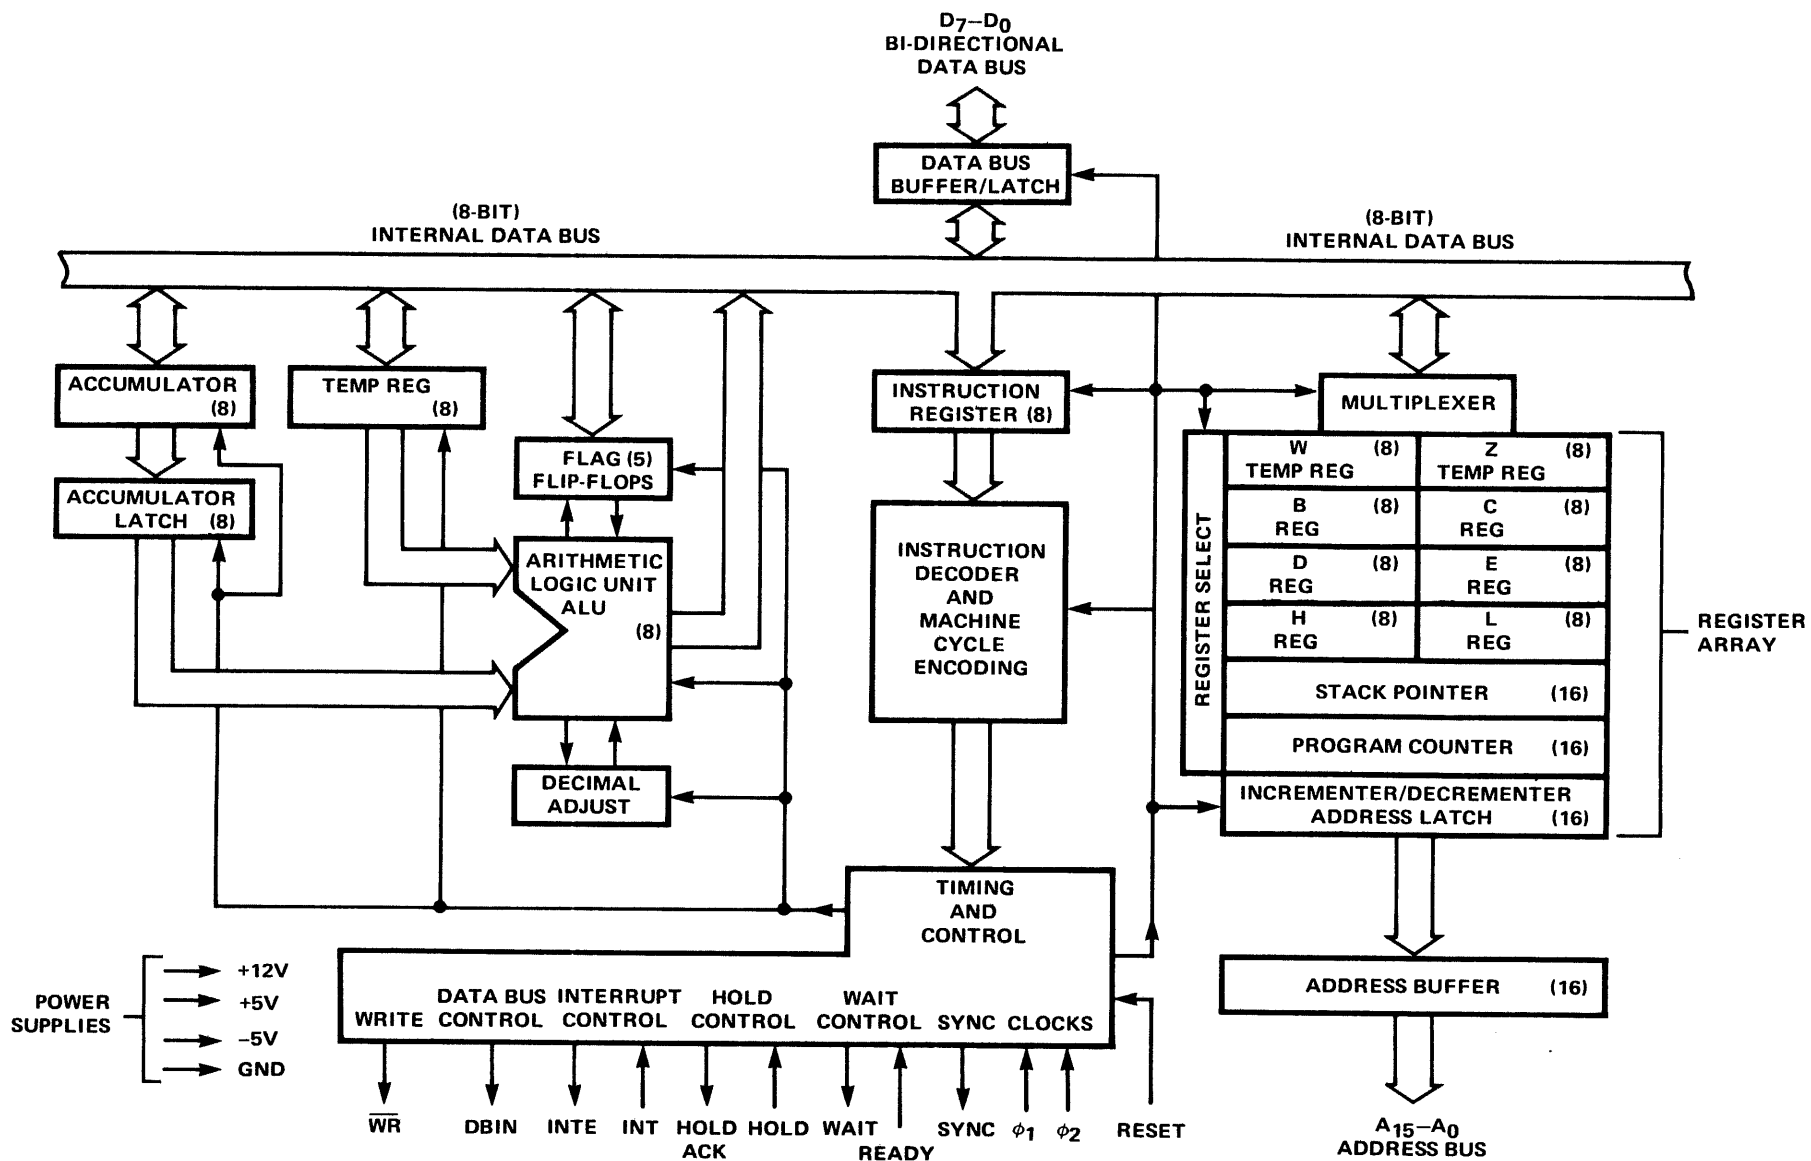 D7–D0
BI-DIRECTIONAL
DATA BUS
DATA BUS
BUFFER/LATCH
(8-BIT)
INTERNAL DATA BUS
(8-BIT)
INTERNAL DATA BUS
ACCUMULATOR
(8)
TEMP REG
(8)
INSTRUCTION
REGISTER (8)
MULTIPLEXER
FLAG (5)
FLIP-FLOPS
ACCUMULATOR
LATCH (8)
ARITHMETIC
LOGIC UNIT
ALU
(8)
DECIMAL
ADJUST
INSTRUCTION
DECODER
AND
MACHINE
CYCLE
ENCODING
REGISTER SELECT
W (8)
TEMP REG
Z (8)
TEMP REG
B (8)
REG
C (8)
REG
D (8)
REG
E (8)
REG
H (8)
REG
L (8)
REG
STACK POINTER (16)
PROGRAM COUNTER (16)
INCREMENTER/DECREMENTER
ADDRESS LATCH (16)
REGISTER
ARRAY
TIMING
AND
CONTROL
WRITE
DATA BUS
CONTROL
INTERRUPT
CONTROL
HOLD
CONTROL
WAIT
CONTROL
SYNC
CLOCKS
ADDRESS BUFFER (16)
POWER
SUPPLIES
+12V
+5V
–5V
GND
W̅R̅
DBIN
INTE
INT
HOLD
ACK
HOLD
WAIT
READY
SYNC
ϕ1
ϕ2
RESET
A15–A0
ADDRESS BUS